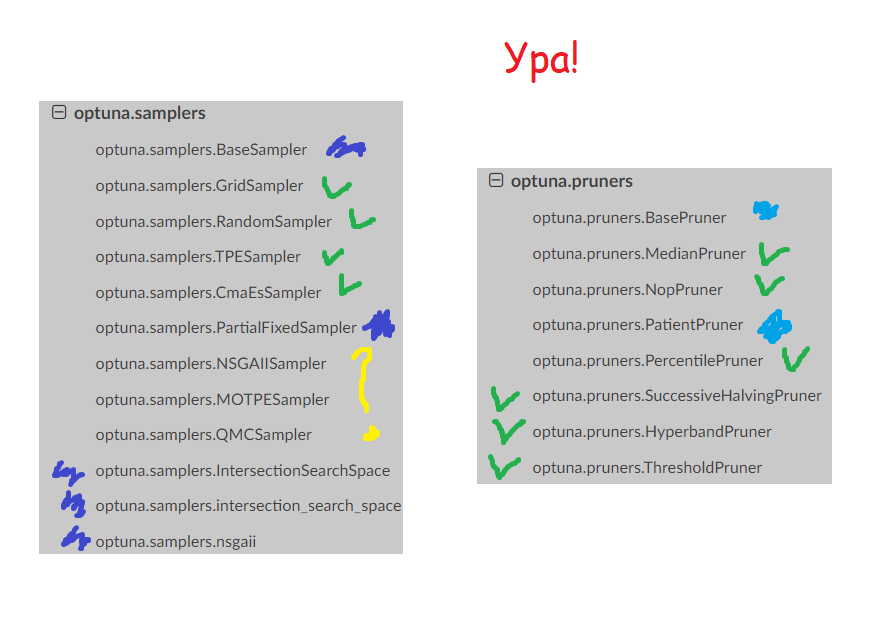 Ура!
optuna.samplers
optuna.samplers.BaseSampler
optuna.samplers.GridSampler
optuna.samplers.RandomSampler
optuna.samplers.TPESampler
optuna.samplers.CmaEsSampler
optuna.samplers.PartialFixedSampler
optuna.samplers.NSGAIISampler
optuna.samplers.MOTPESampler
optuna.samplers.QMCSampler
optuna.samplers.IntersectionSearchSpace
optuna.samplers.intersection_search_space
optuna.samplers.nsgaii
optuna.pruners
optuna.pruners.BasePruner
optuna.pruners.MedianPruner
optuna.pruners.NopPruner
optuna.pruners.PatientPruner
optuna.pruners.PercentilePruner
optuna.pruners.SuccessiveHalvingPruner
optuna.pruners.HyperbandPruner
optuna.pruners.ThresholdPruner